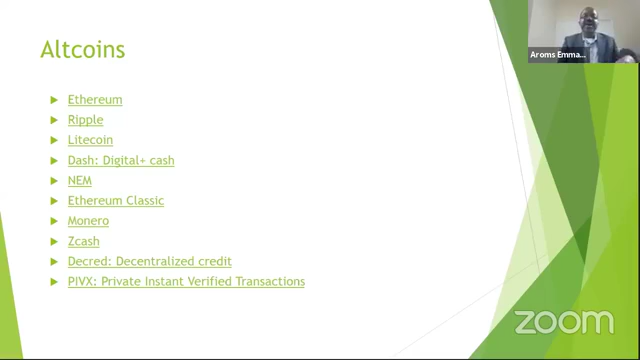 Altcoins
Aroms Emma...
Ethereum
Ripple
Litecoin
Dash: Digital+ cash
NEM
Ethereum Classic
Monero
Zcash
Decred: Decentralized credit
PIVX: Private Instant Verified Transactions
zoom